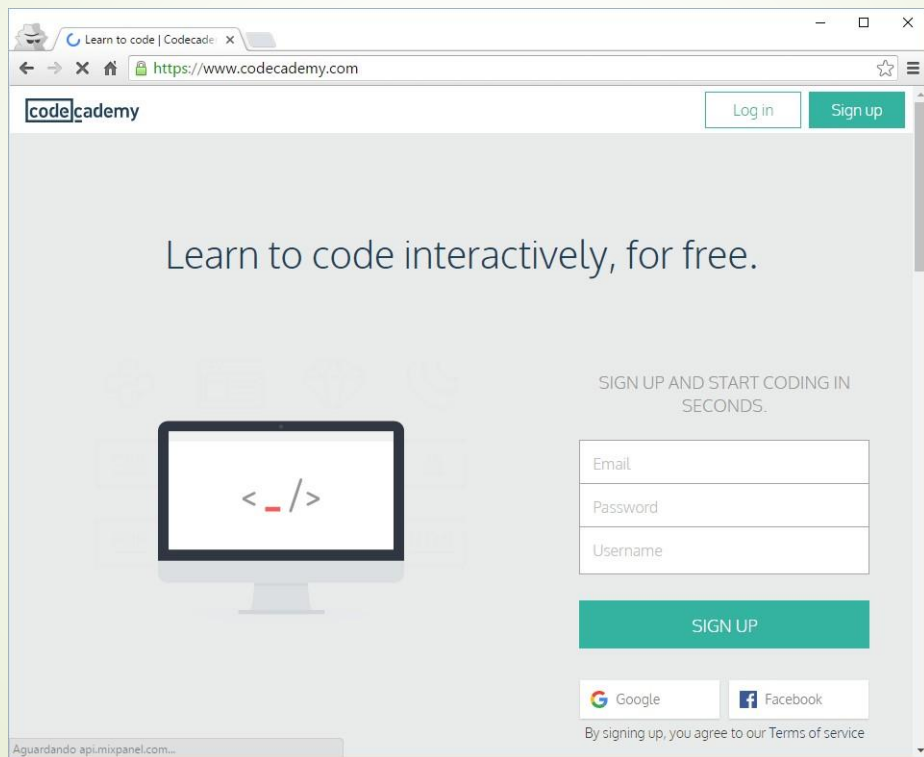 Learn to code | Codecade
https://www.codecademy.com
codecademy
Log in
Sign up
Learn to code interactively, for free.
SIGN UP AND START CODING IN
SECONDS.
Email
Password
Username
< _ />
SIGN UP
Google
Facebook
By signing up, you agree to our Terms of service
Aguardando api.mixpanel.com...